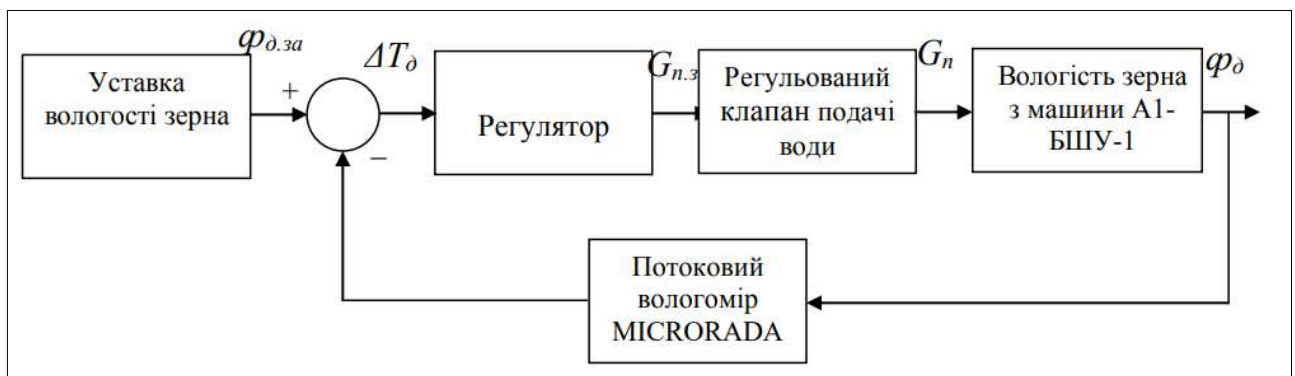 φд.за
ΔTд
Gп.з
Gп
φд
Уставка
вологості зерна
+
−
Регулятор
Регульований
клапан подачі
води
Вологість зерна
з машини А1-
БШУ-1
Потоковий
вологомір
MICRORADA